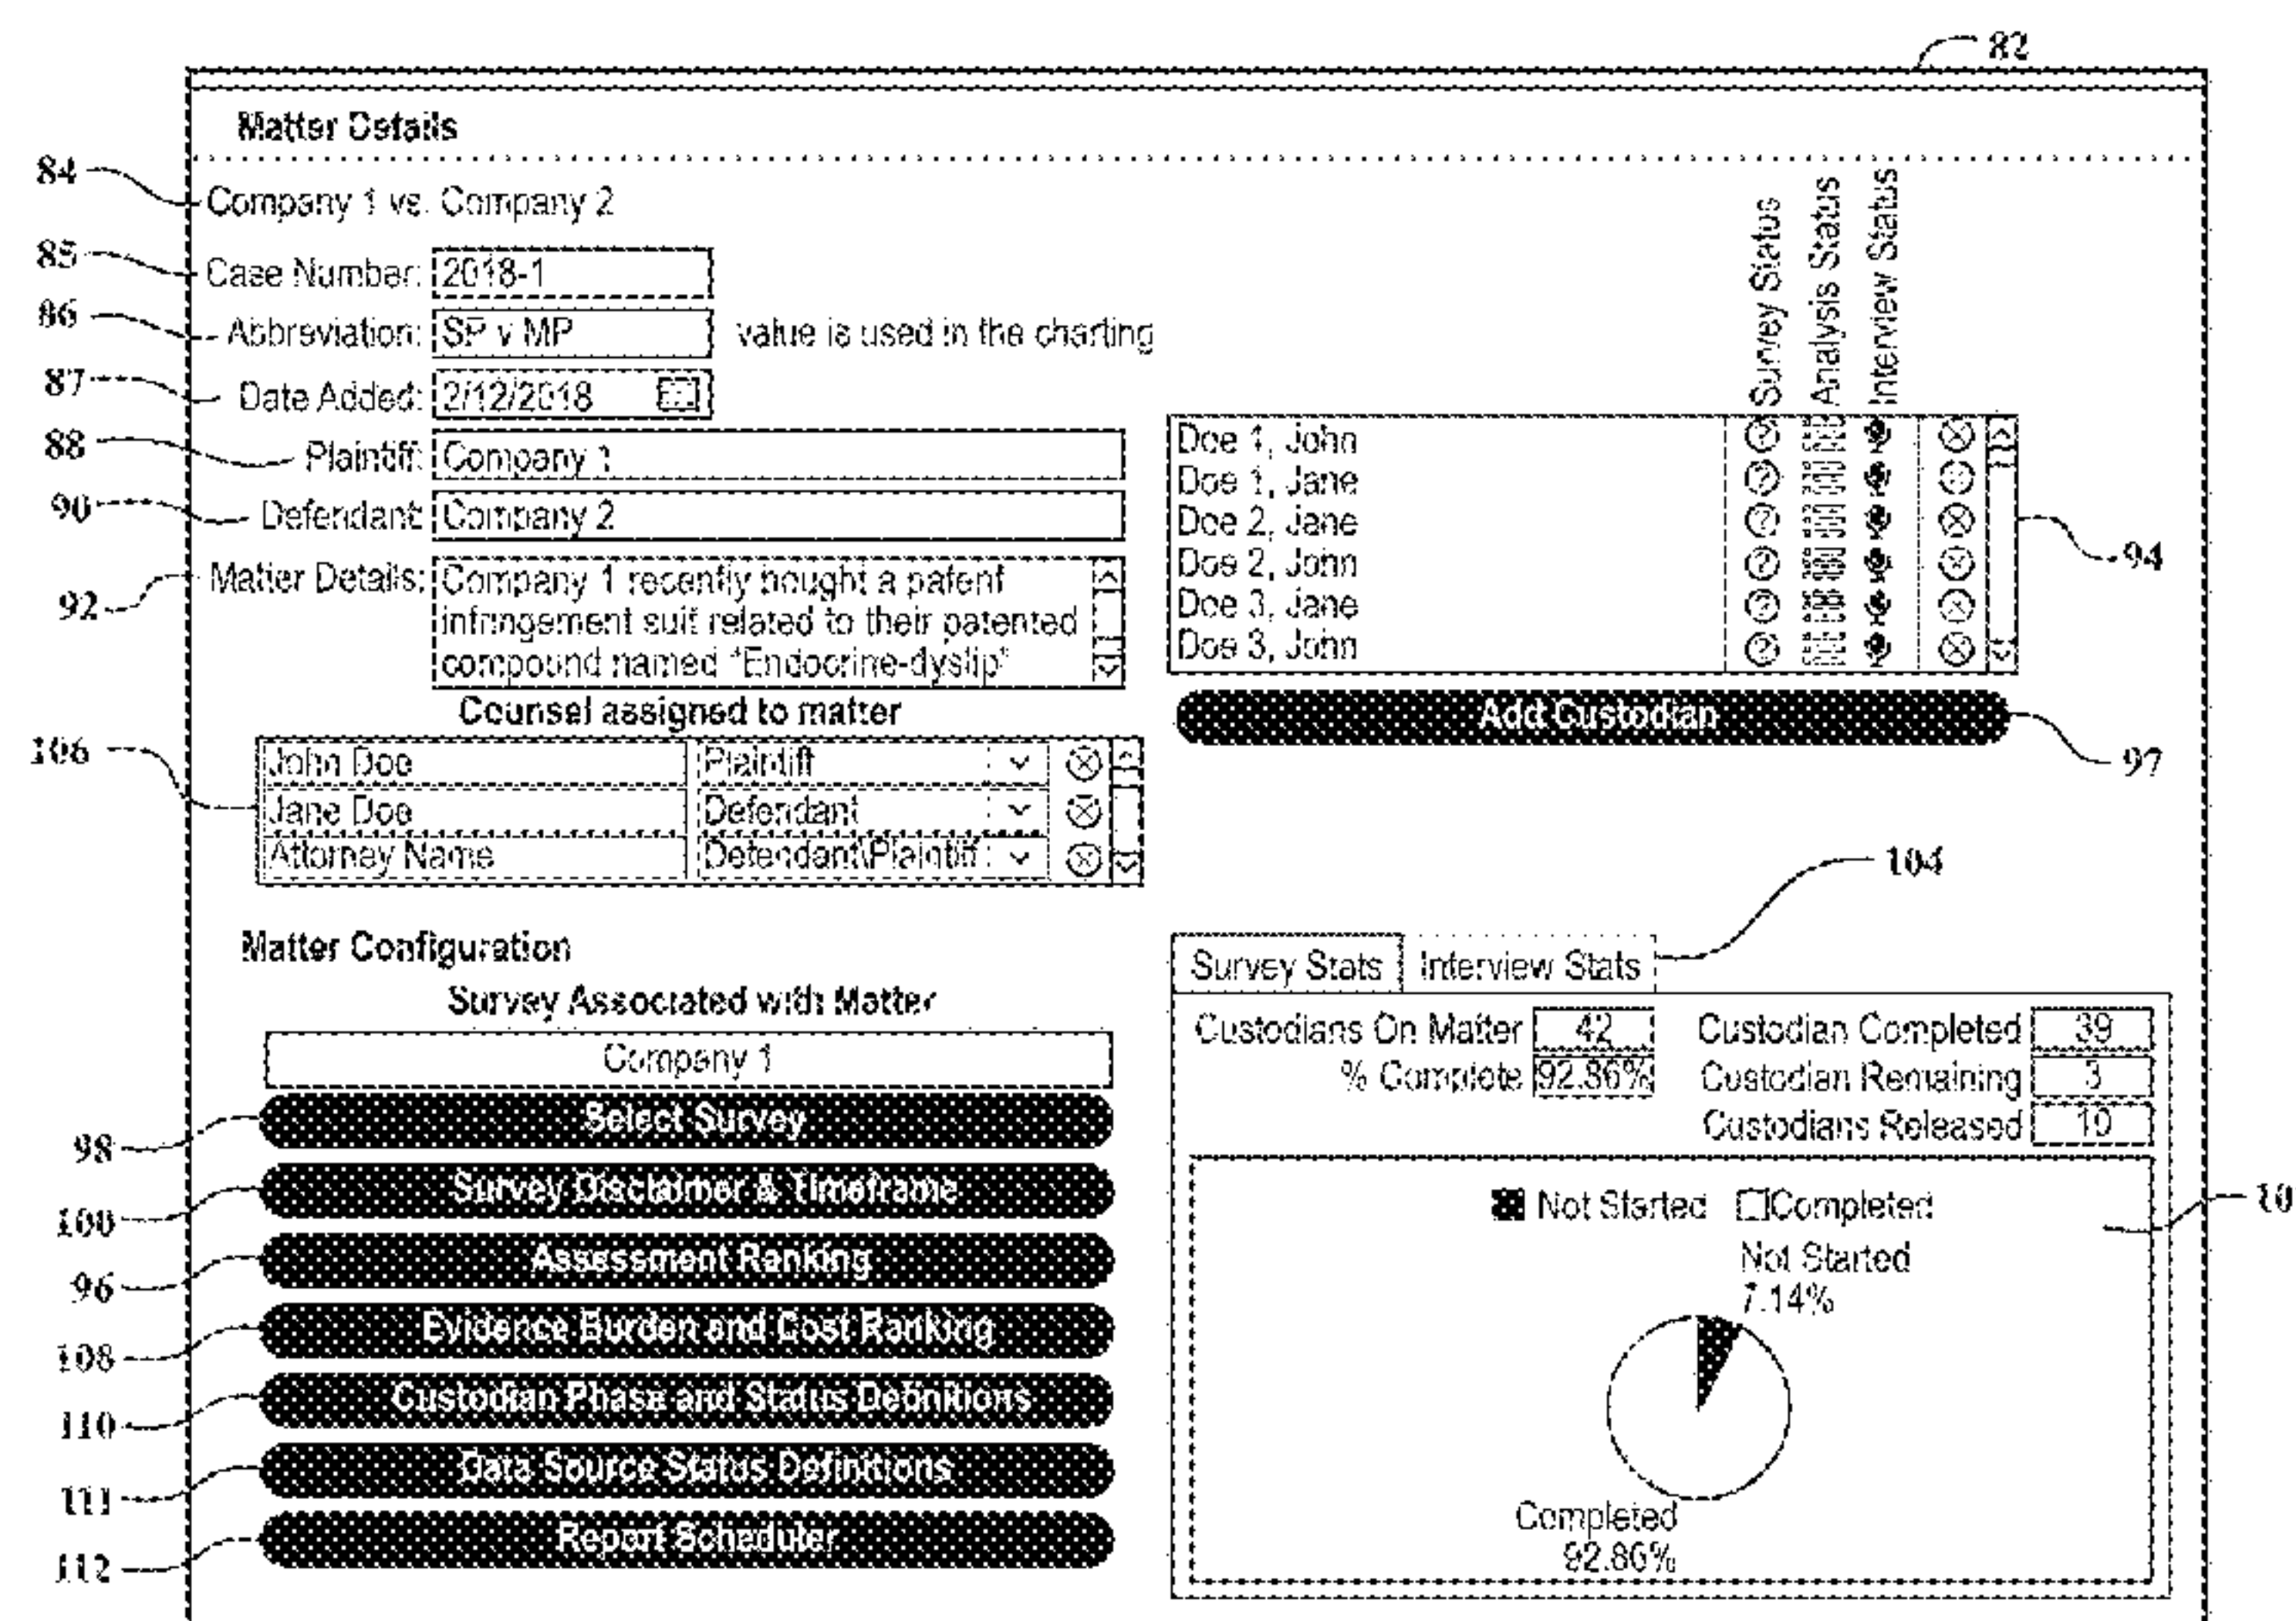 82
Matter Details
84
Company 1 vs. Company 2
85
Case Number: 2018-1
86
Abbreviation: SP v MP value is used in the charting
87
Date Added: 2/12/2018
88
Plaintiff: Company 1
90
Defendant: Company 2
92
Matter Details: Company 1 recently bought a patent
infringement suit related to their patented
compound named "Endocrine-dyslip"
Survey Status
Analysis Status
Interview Status
Doe 1, John
Doe 1, Jane
Doe 2, Jane
Doe 2, John
Doe 3, Jane
Doe 3, John
94
Add Custodian
97
Counsel assigned to matter
106
John Doe Plaintiff
Jane Doe Defendant
Attorney Name Defendant\Plaintiff
104
Matter Configuration
Survey Associated with Matter
Company 1
98
Select Survey
100
Survey Disclaimer & Timeframe
96
Assessment Ranking
108
Evidence Burden and Cost Ranking
110
Custodian Phase and Status Definitions
111
Data Source Status Definitions
112
Report Scheduler
Survey Stats Interview Stats
Custodians On Matter 42 Custodian Completed 39
% Complete 92.86% Custodian Remaining 3
Custodians Released 10
Not Started Completed
10
Not Started
7.14%
Completed
92.86%